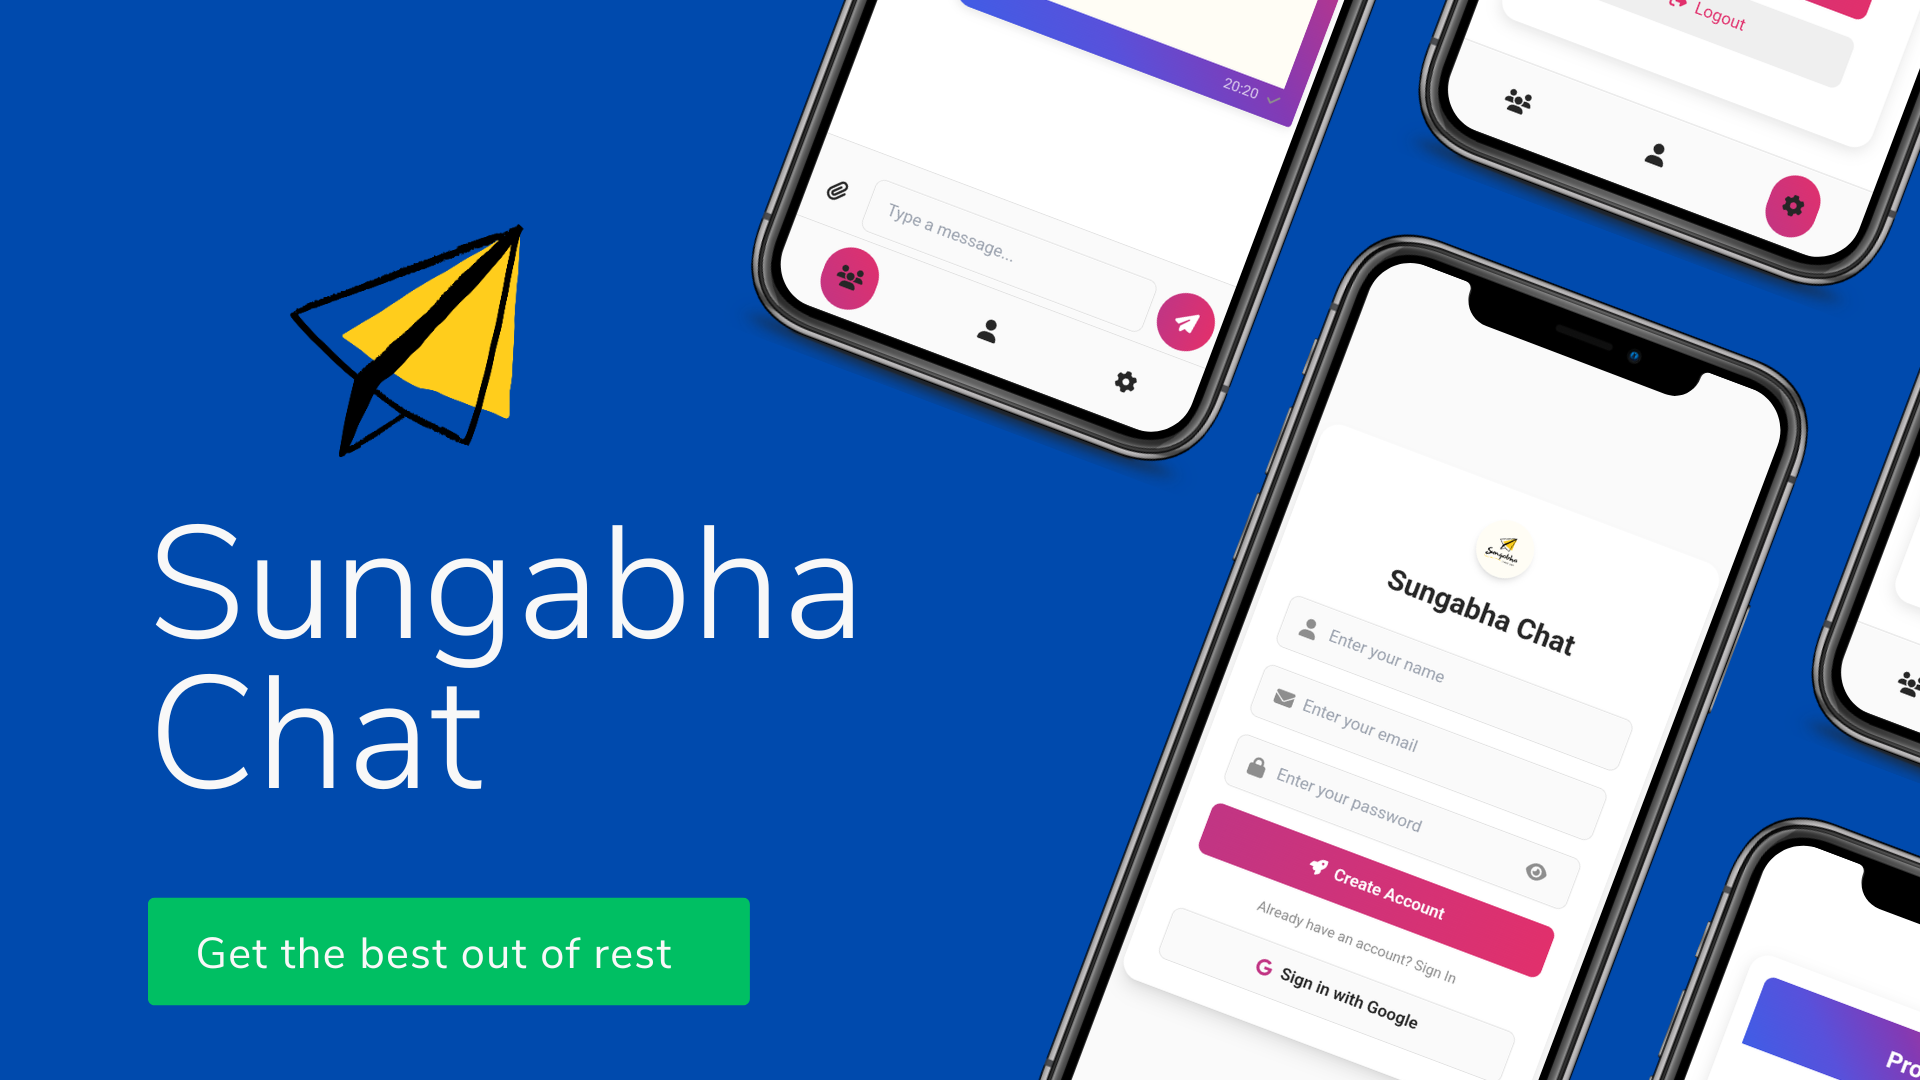 Sungabha
Chat
Get the best out of rest
20:20
Type a message...
Logout
Sungabha
Sungabha Chat
Enter your name
Enter your email
Enter your password
Create Account
Already have an account? Sign In
Sign in with Google